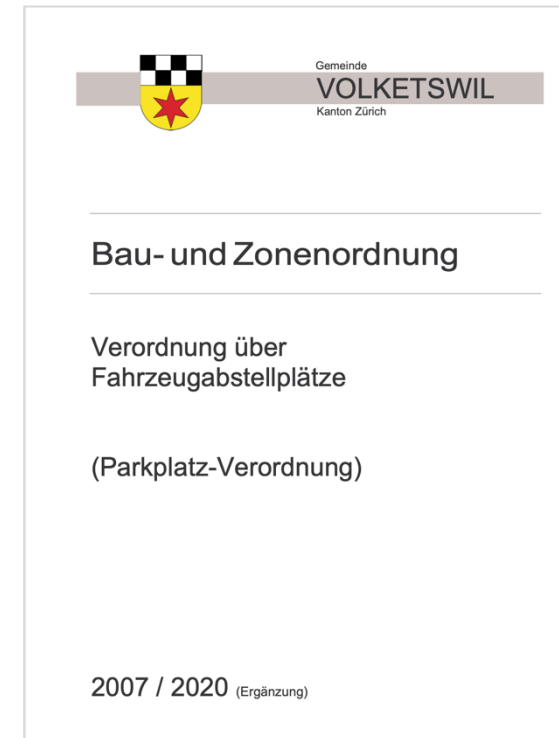 Gemeinde
VOLKETSWIL
Kanton Zürich
Bau- und Zonenordnung
Verordnung über
Fahrzeugabstellplätze
(Parkplatz-Verordnung)
2007 / 2020 (Ergänzung)